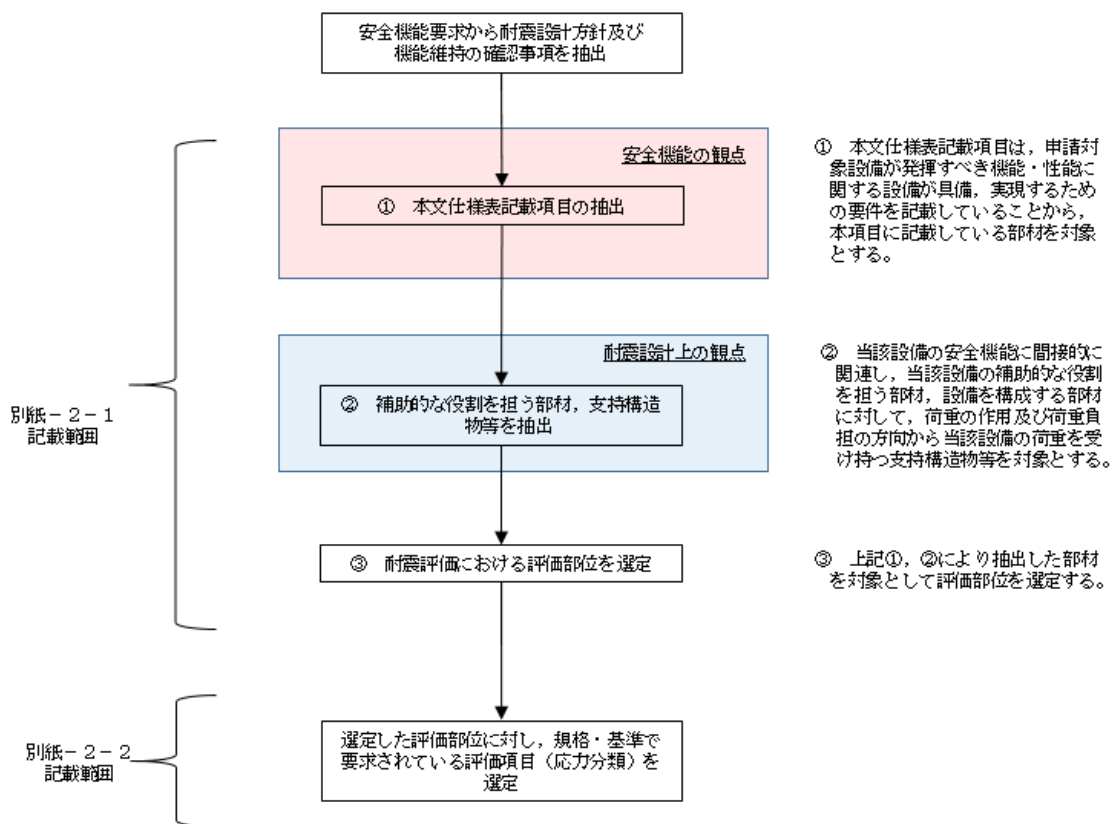 安全機能要求から耐震設計方針及び
機能維持の確認事項を抽出
安全機能の観点
① 本文仕様表記載項目の抽出
① 本文仕様表記載項目は，申請対
象設備が発揮すべき機能・性能に
関する設備が具備，実現するため
の要件を記載していることから，
本項目に記載している部材を対象
とする。
耐震設計上の観点
② 補助的な役割を担う部材，支持構造
物等を抽出
② 当該設備の安全機能に間接的に
関連し，当該設備の補助的な役割
を担う部材，設備を構成する部材
に対して，荷重の作用及び荷重負
担の方向から当該設備の荷重を受
け持つ支持構造物等を対象とする。
別紙－２－１
記載範囲
③ 耐震評価における評価部位を選定
③ 上記①，②により抽出した部材
を対象として評価部位を選定する。
別紙－２－２
記載範囲
選定した評価部位に対し，規格・基準で
要求されている評価項目（応力分類）を
選定